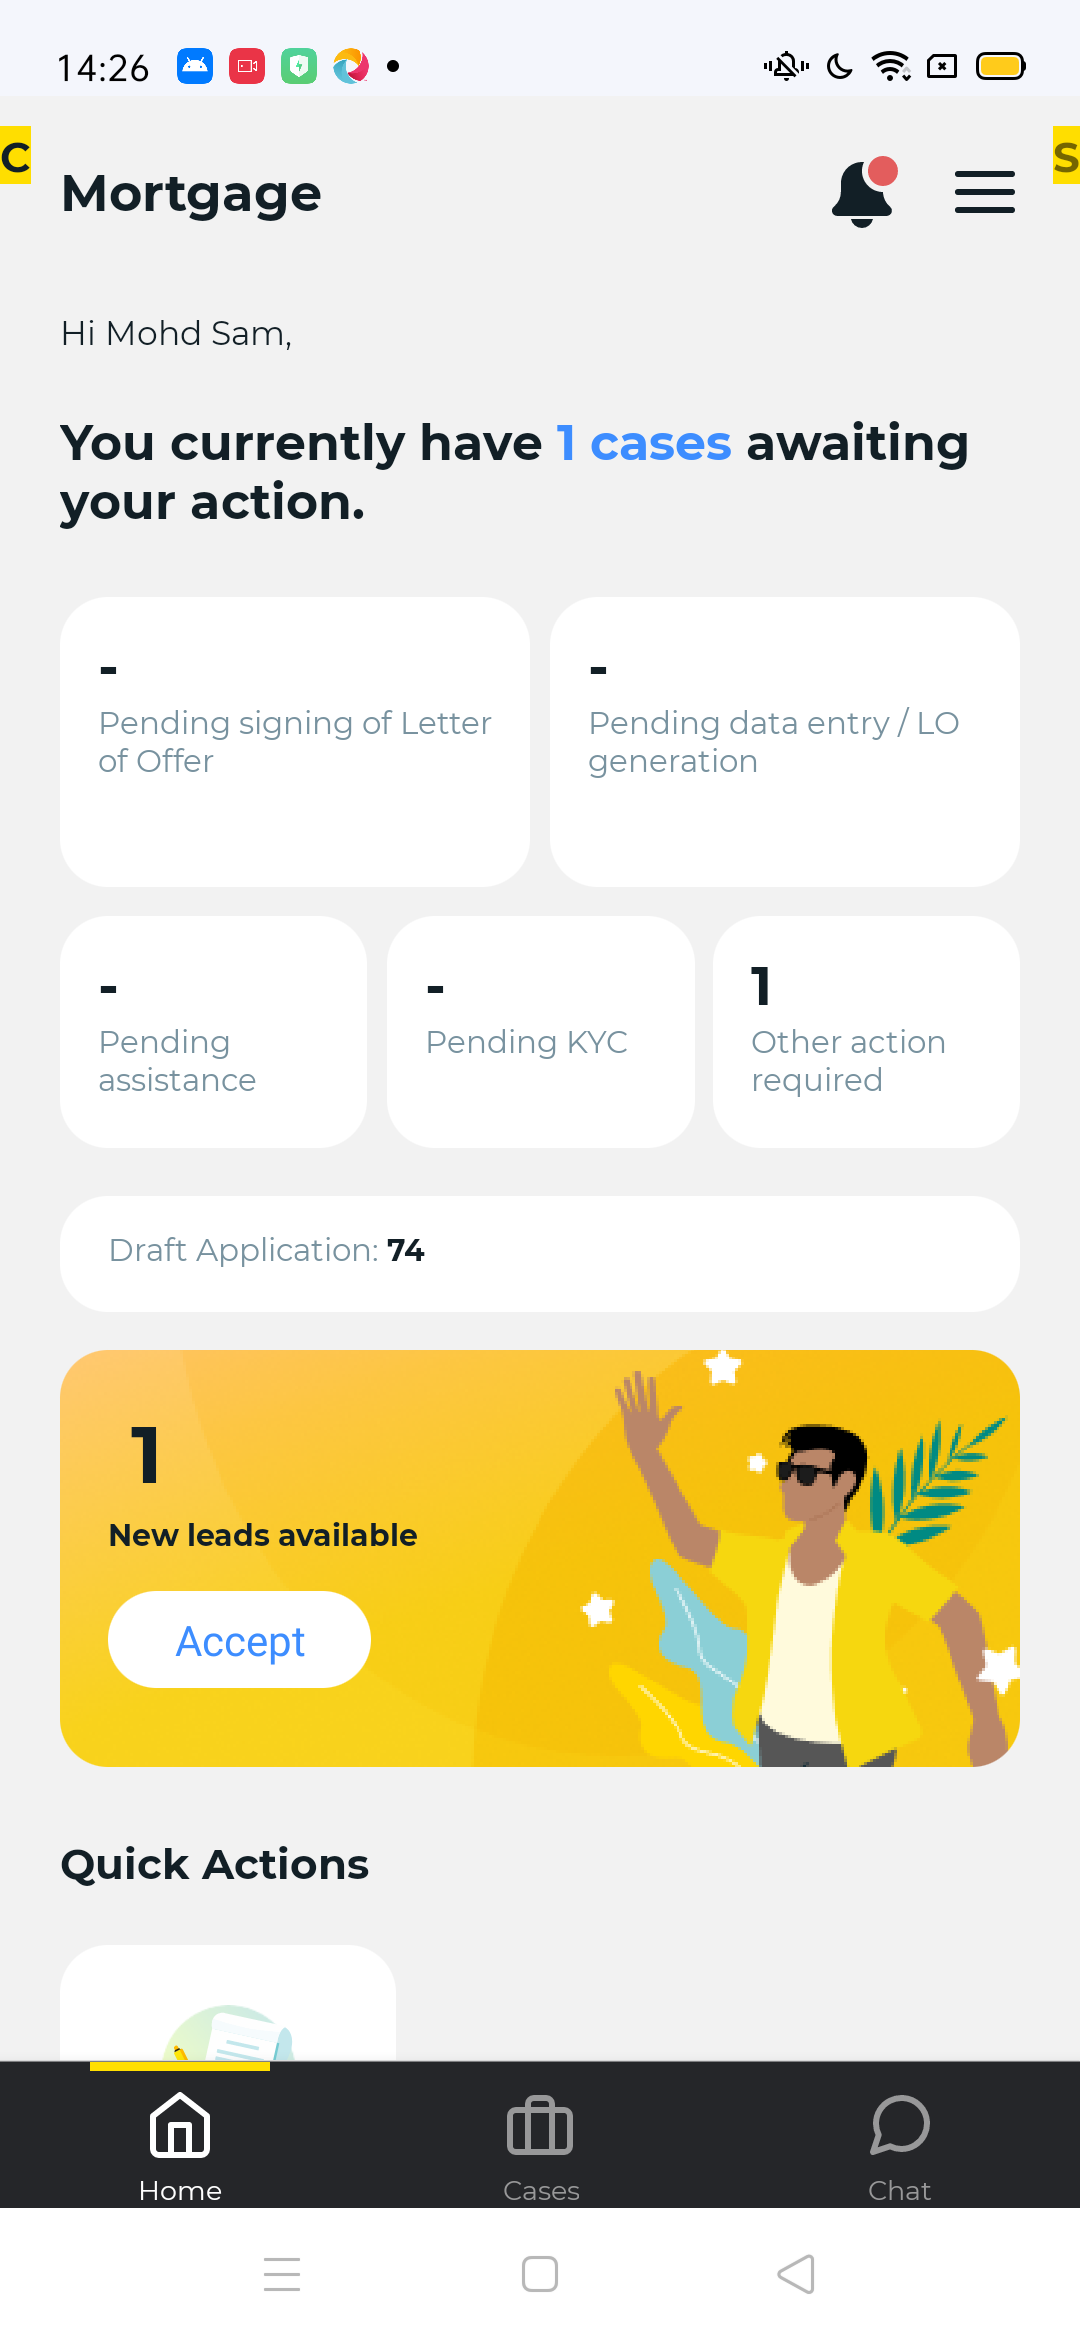 14:26
C
S
Mortgage
Hi Mohd Sam,
You currently have 1 cases awaiting
your action.
-
Pending signing of Letter
of Offer
-
Pending data entry / LO
generation
-
Pending
assistance
-
Pending KYC
1
Other action
required
Draft Application: 74
1
New leads available
Accept
Quick Actions
Home
Cases
Chat